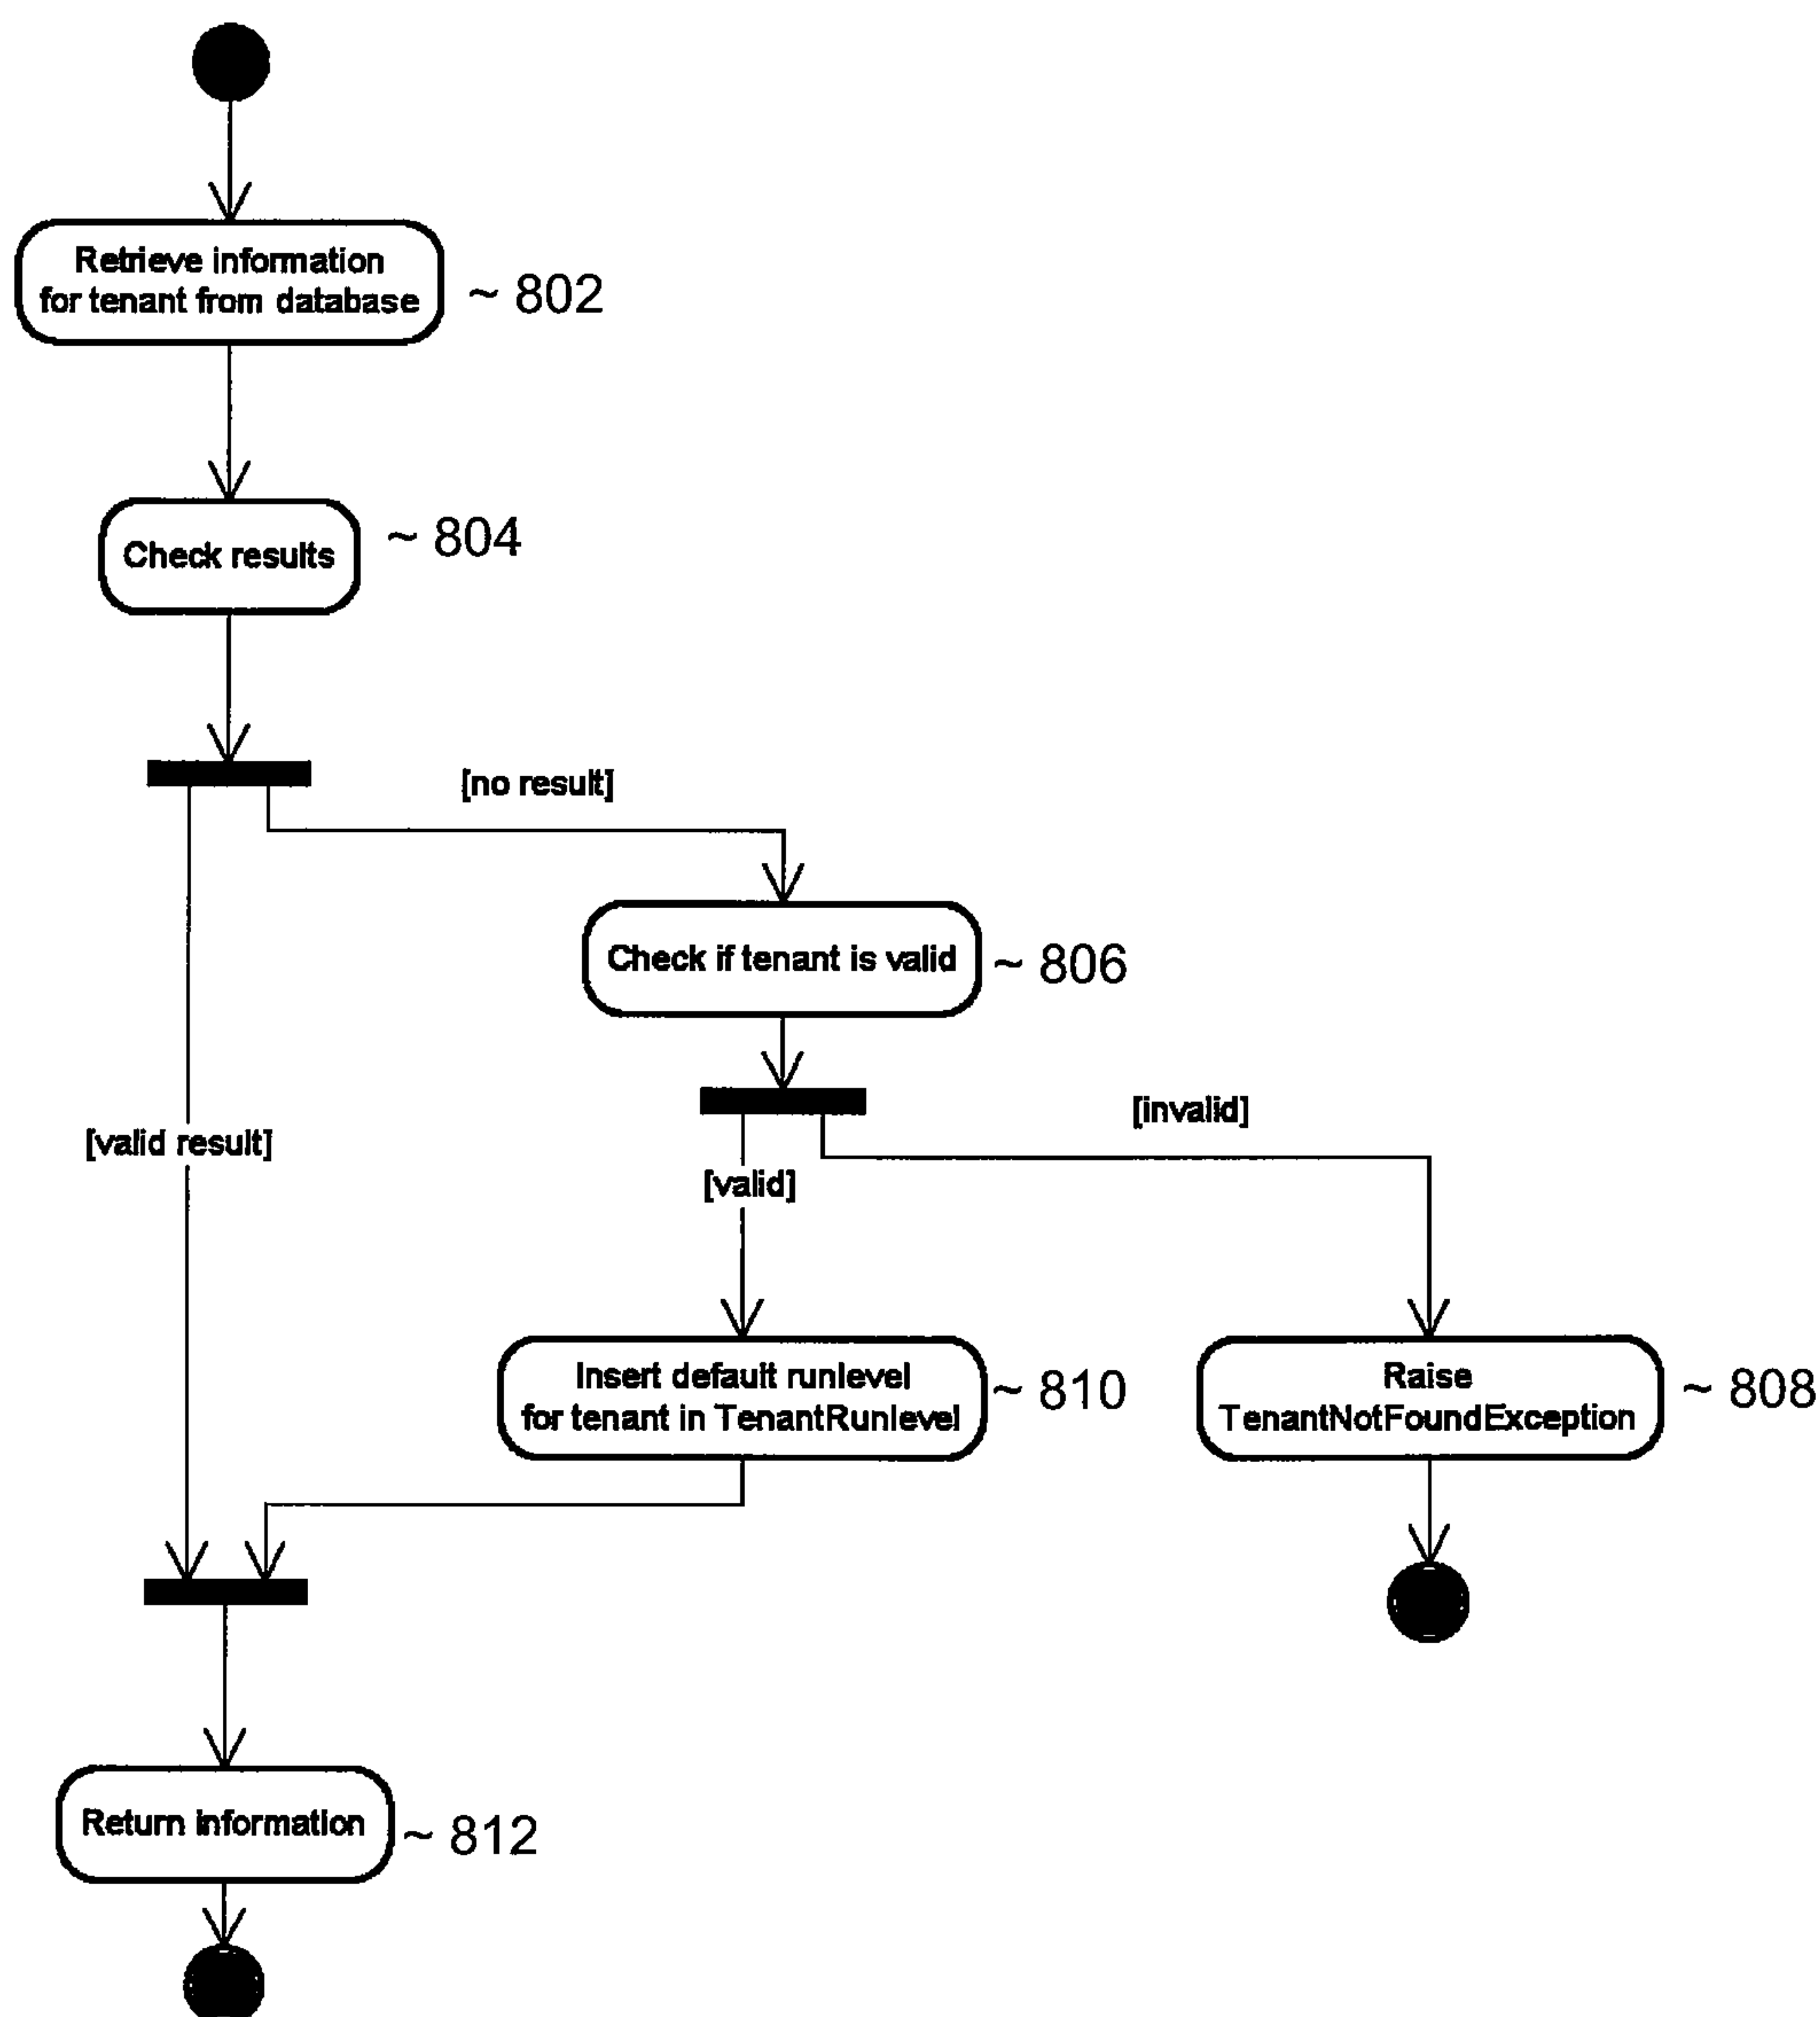 Retrieve information
for tenant from database
~ 802
Check results
~ 804
[no result]
Check if tenant is valid
~ 806
[invalid]
[valid result]
[valid]
Insert default runlevel
for tenant in TenantRunlevel
~ 810
Raise
TenantNotFoundException
~ 808
Return information
~ 812